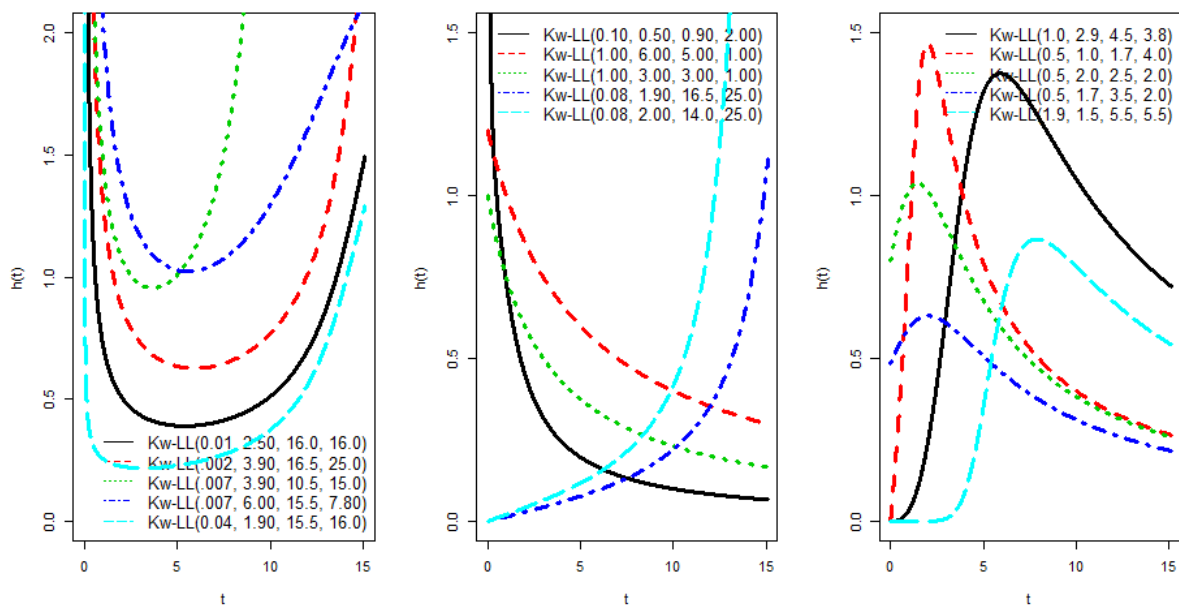 2.0
1.5
1.0
0.5
0.0
h(t)
0
5
10
15
t
Kw-LL(0.01, 2.50, 16.0, 16.0)
Kw-LL(.002, 3.90, 16.5, 25.0)
Kw-LL(.007, 3.90, 10.5, 15.0)
Kw-LL(.007, 6.00, 15.5, 7.80)
Kw-LL(0.04, 1.90, 15.5, 16.0)
1.5
1.0
0.5
0.0
h(t)
0
5
10
15
t
Kw-LL(0.10, 0.50, 0.90, 2.00)
Kw-LL(1.00, 6.00, 5.00, 1.00)
Kw-LL(1.00, 3.00, 3.00, 1.00)
Kw-LL(0.08, 1.90, 16.5, 25.0)
Kw-LL(0.08, 2.00, 14.0, 25.0)
1.5
1.0
0.5
0.0
h(t)
0
5
10
15
t
Kw-LL(1.0, 2.9, 4.5, 3.8)
Kw-LL(0.5, 1.0, 1.7, 4.0)
Kw-LL(0.5, 2.0, 2.5, 2.0)
Kw-LL(0.5, 1.7, 3.5, 2.0)
Kw-LL(1.9, 1.5, 5.5, 5.5)